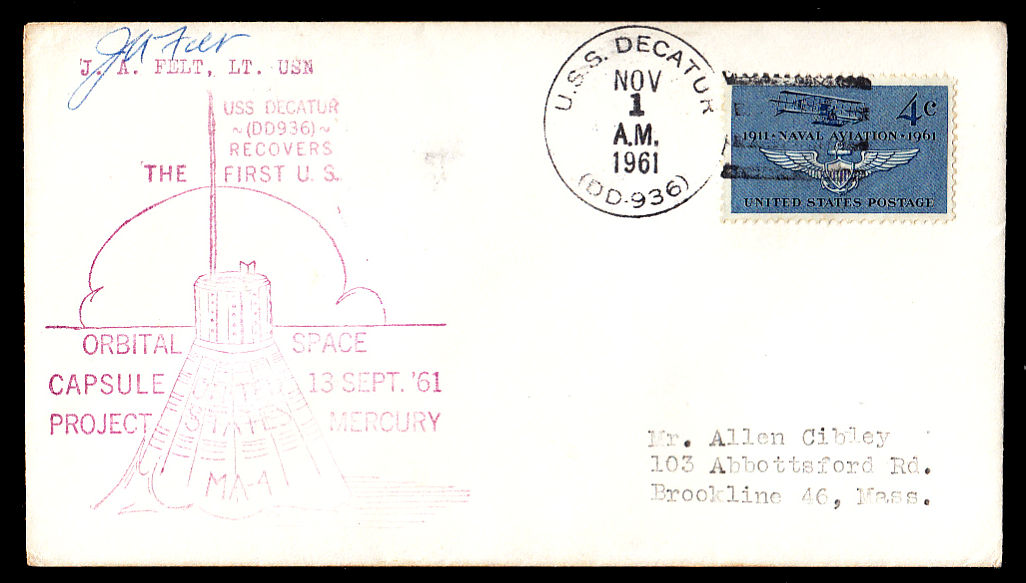 J A Felt
J. A. FELT, LT. USN
USS DECATUR
~(DD936)~
RECOVERS
THE FIRST U. S.
ORBITAL SPACE
CAPSULE 13 SEPT. '61
PROJECT MERCURY
STATES
MA-4
U.S.S. DECATUR
NOV
1
A.M.
1961
(DD-936)
4c
1911·NAVAL AVIATION·1961
UNITED STATES POSTAGE
Mr. Allen Cibley
103 Abbottsford Rd.
Brookline 46, Mass.